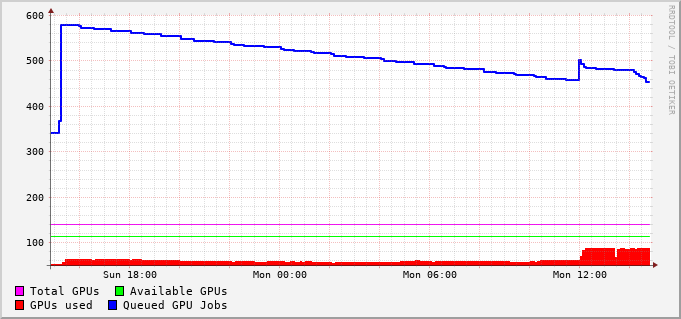 600
500
400
300
200
100
Sun 18:00 Mon 00:00 Mon 06:00 Mon 12:00
Total GPUs Available GPUs
GPUs used Queued GPU Jobs
RRDTOOL / TOBI OETIKER